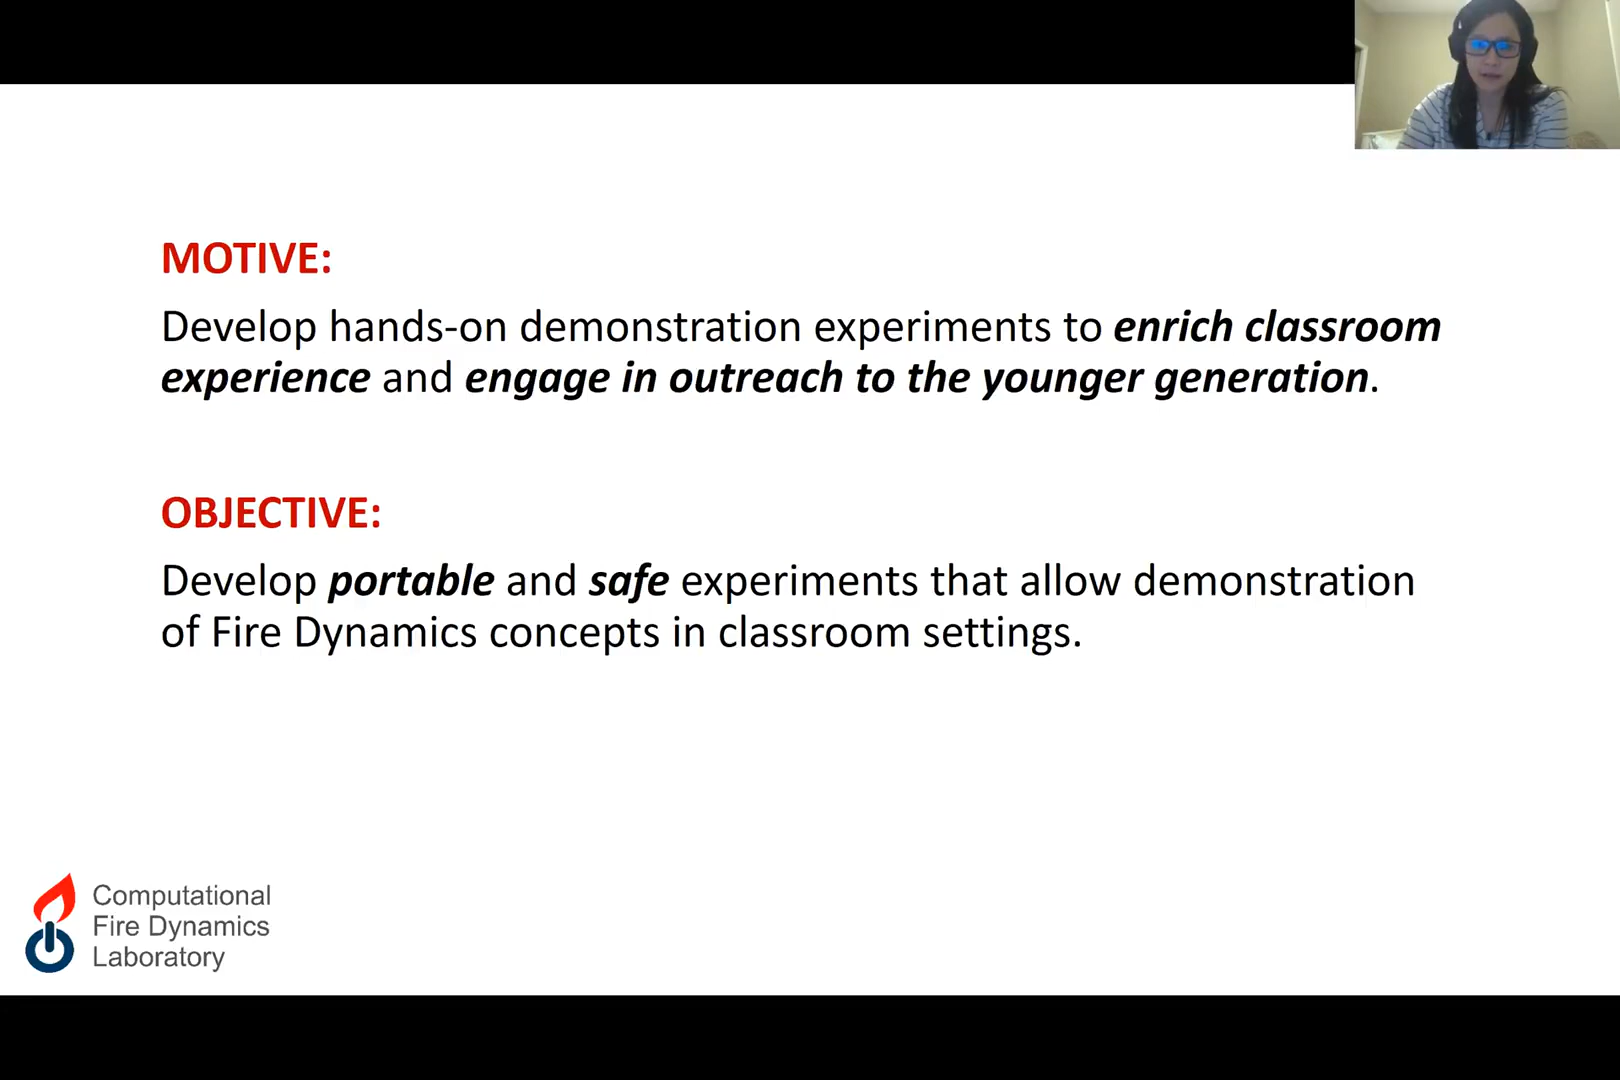 MOTIVE:
Develop hands-on demonstration experiments to enrich classroom
experience and engage in outreach to the younger generation.
OBJECTIVE:
Develop portable and safe experiments that allow demonstration
of Fire Dynamics concepts in classroom settings.
Computational
Fire Dynamics
Laboratory